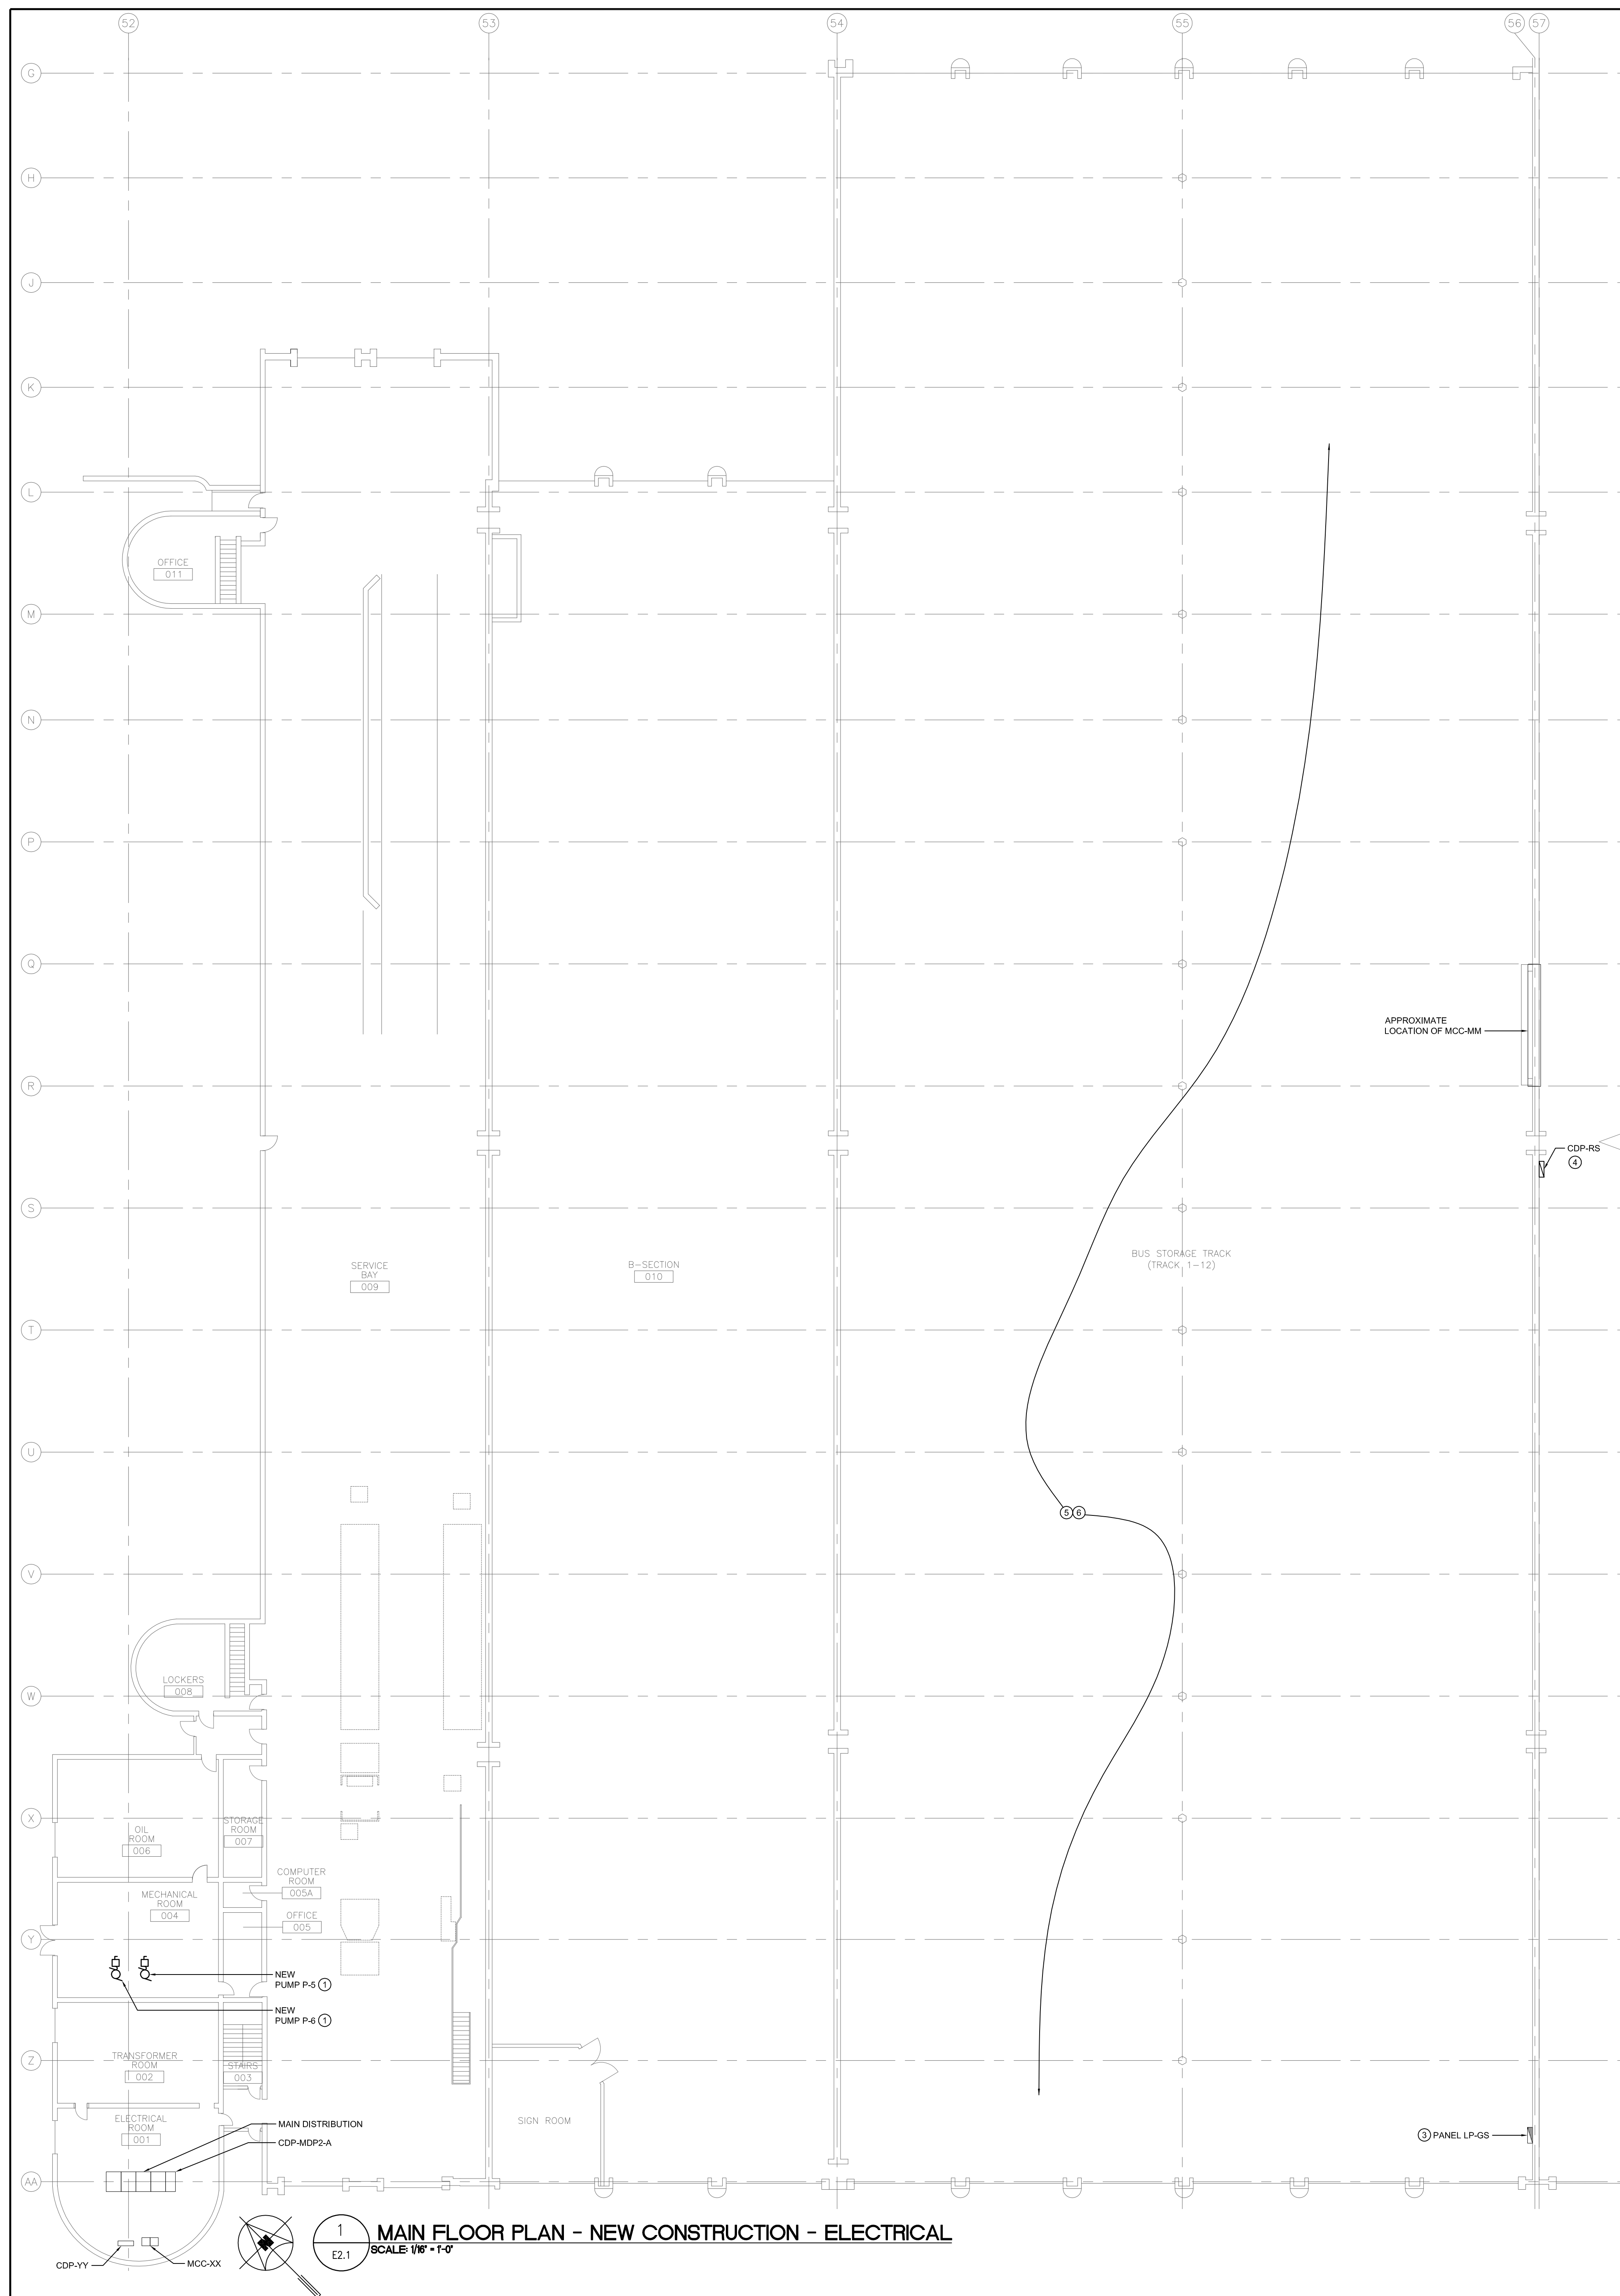 52
53
54
55
56
57
G
H
J
K
L
OFFICE
011
M
N
P
Q
APPROXIMATE
LOCATION OF MCC-MM
R
CDP-RS
4
S
SERVICE
BAY
009
B-SECTION
010
BUS STORAGE TRACK
(TRACK 1-12)
T
U
5 6
V
LOCKERS
008
W
X
OIL
ROOM
006
STORAGE
ROOM
007
COMPUTER
ROOM
005A
MECHANICAL
ROOM
004
OFFICE
005
Y
NEW
PUMP P-5 1
NEW
PUMP P-6 1
Z
TRANSFORMER
ROOM
002
STAIRS
003
ELECTRICAL
ROOM
001
MAIN DISTRIBUTION
CDP-MDP2-A
SIGN ROOM
3 PANEL LP-GS
AA
CDP-YY
MCC-XX
1
E2.1
MAIN FLOOR PLAN - NEW CONSTRUCTION - ELECTRICAL
SCALE: 1/16" = 1'-0"